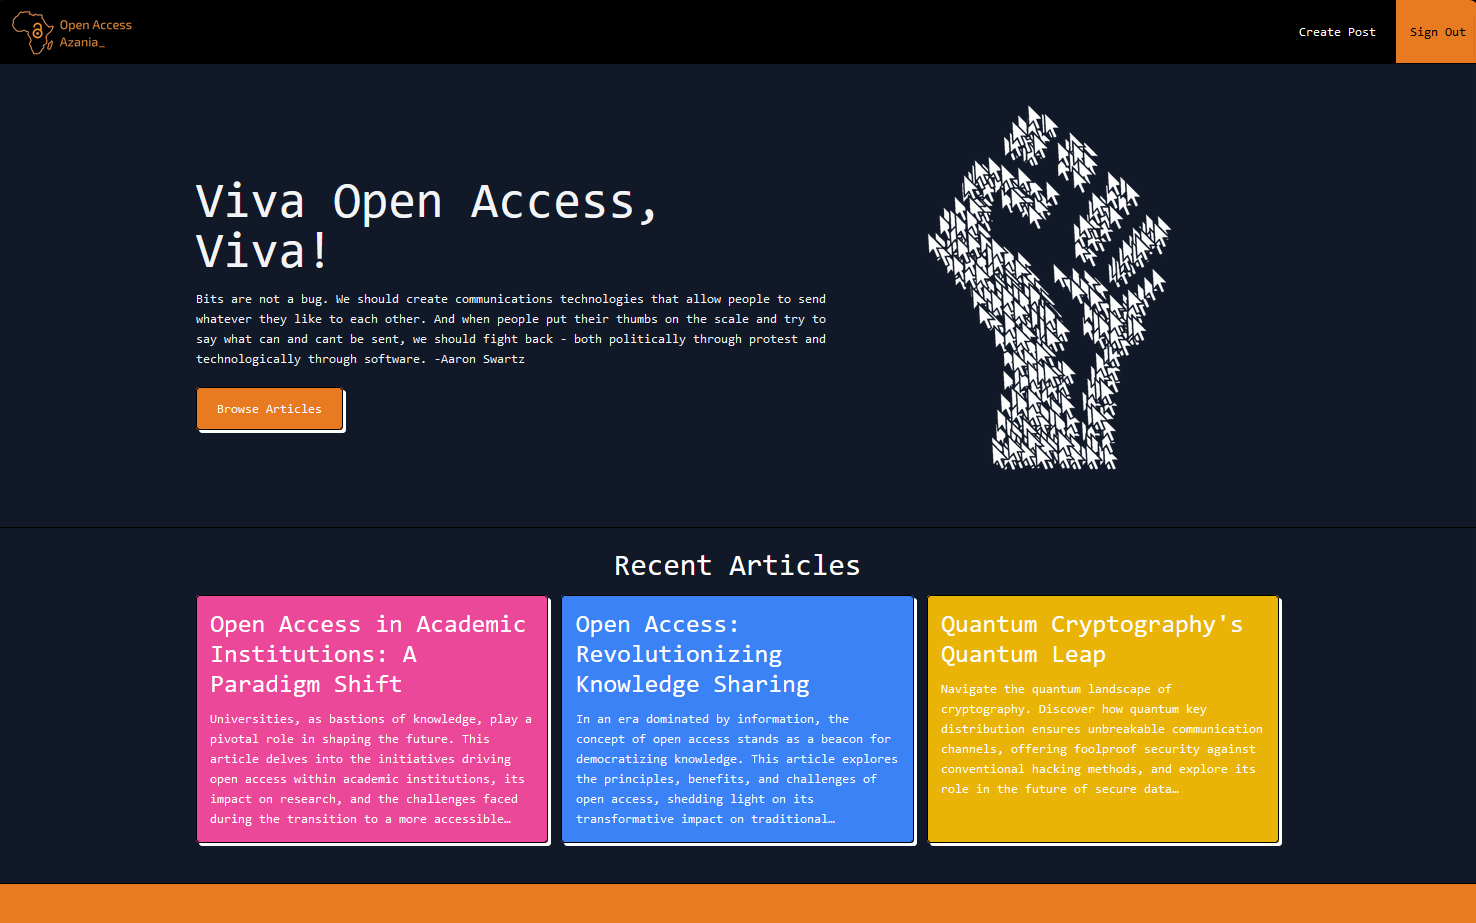 Open Access
Azania_
Create Post
Sign Out
Viva Open Access,
Viva!
Bits are not a bug. We should create communications technologies that allow people to send
whatever they like to each other. And when people put their thumbs on the scale and try to
say what can and cant be sent, we should fight back - both politically through protest and
technologically through software. -Aaron Swartz
Browse Articles
Recent Articles
Open Access in Academic
Institutions: A
Paradigm Shift
Universities, as bastions of knowledge, play a
pivotal role in shaping the future. This
article delves into the initiatives driving
open access within academic institutions, its
impact on research, and the challenges faced
during the transition to a more accessible…
Open Access:
Revolutionizing
Knowledge Sharing
In an era dominated by information, the
concept of open access stands as a beacon for
democratizing knowledge. This article explores
the principles, benefits, and challenges of
open access, shedding light on its
transformative impact on traditional…
Quantum Cryptography's
Quantum Leap
Navigate the quantum landscape of
cryptography. Discover how quantum key
distribution ensures unbreakable communication
channels, offering foolproof security against
conventional hacking methods, and explore its
role in the future of secure data…